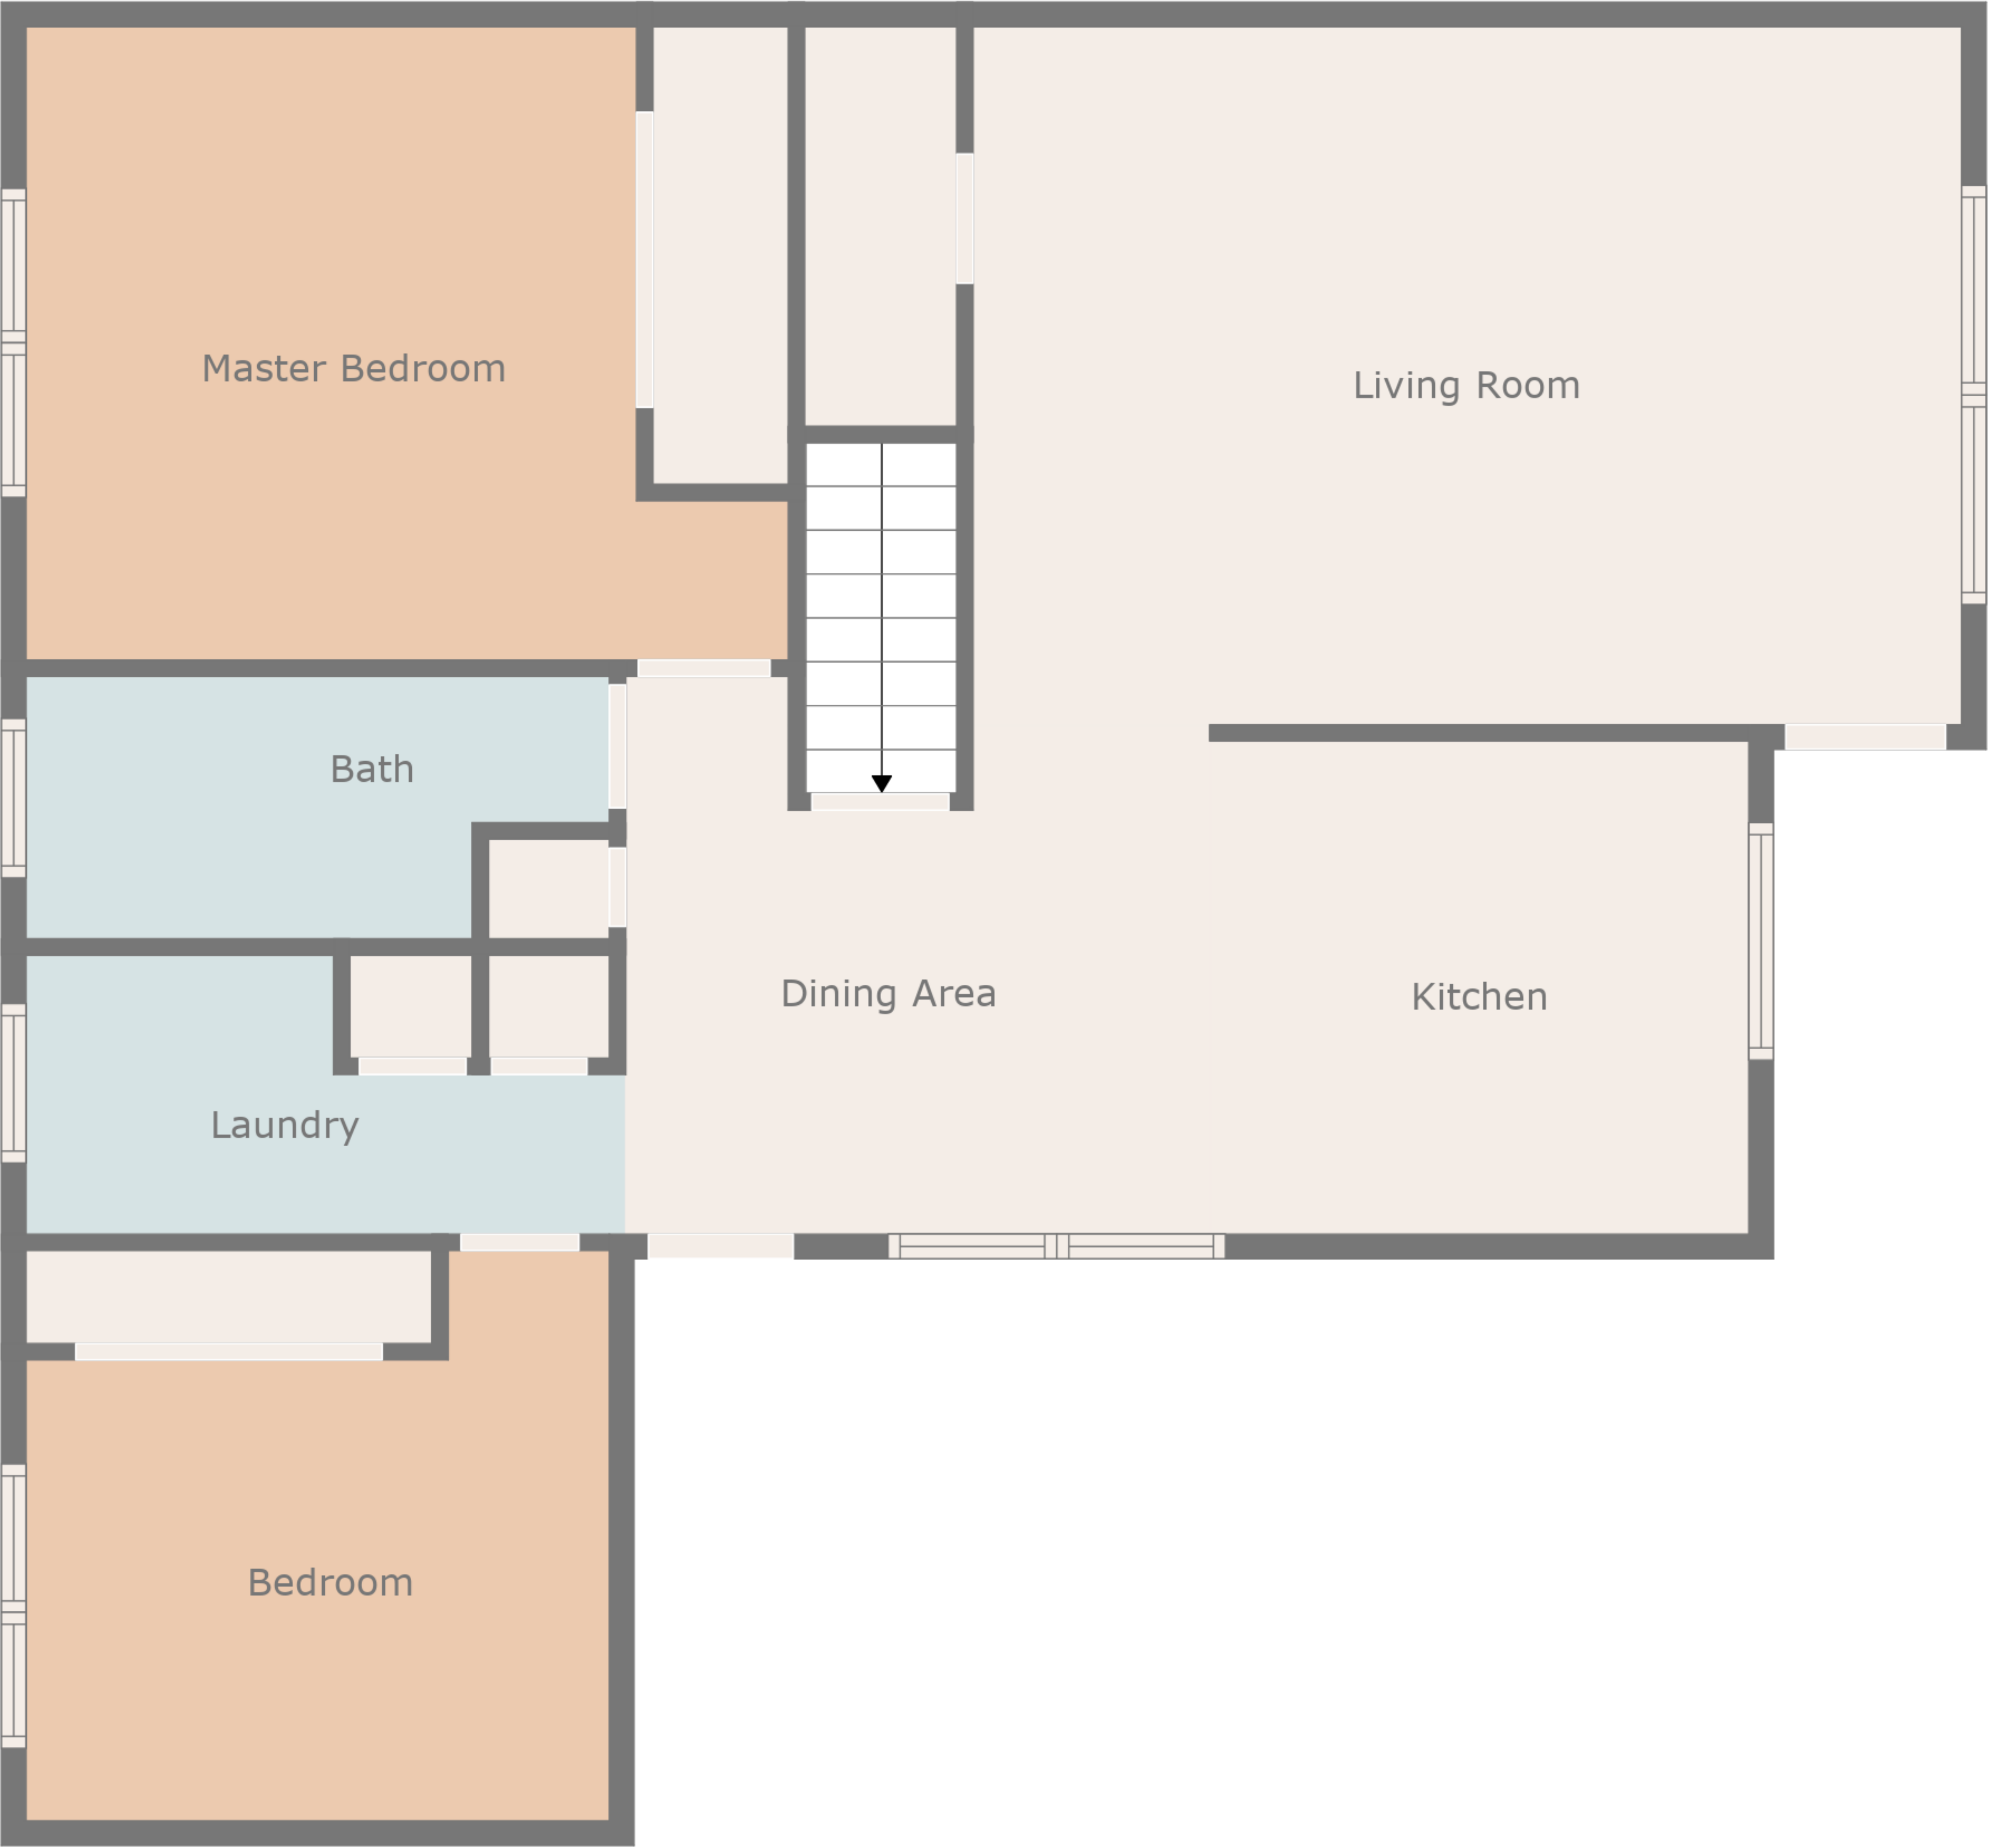 Master Bedroom
Living Room
Bath
Dining Area
Kitchen
Laundry
Bedroom